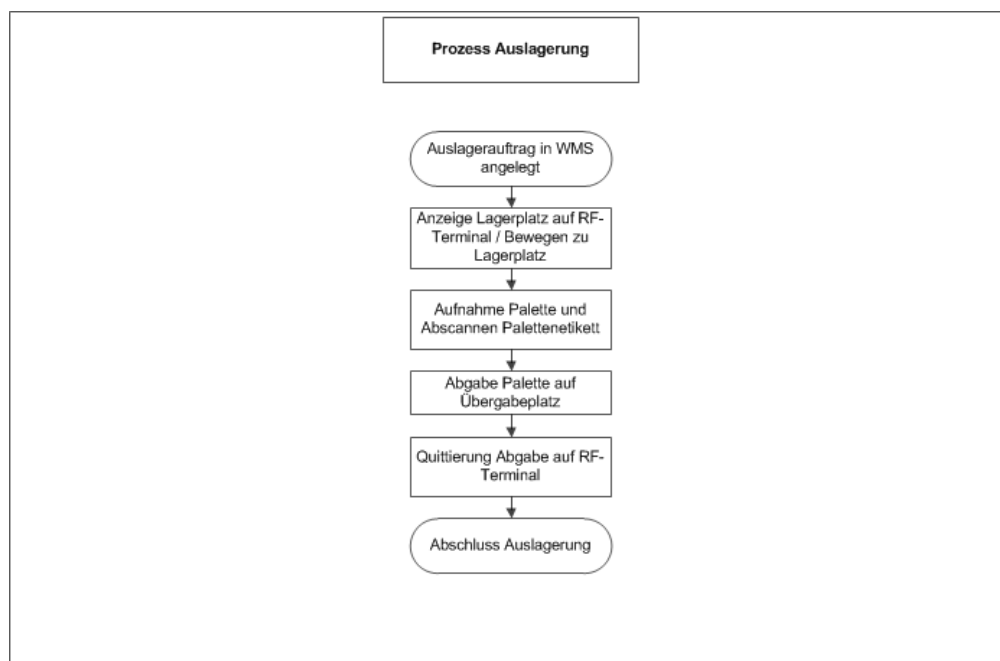 Prozess Auslagerung
Auslagerauftrag in WMS
angelegt
Anzeige Lagerplatz auf RF-
Terminal / Bewegen zu
Lagerplatz
Aufnahme Palette und
Abscannen Palettenetikett
Abgabe Palette auf
Übergabeplatz
Quittierung Abgabe auf RF-
Terminal
Abschluss Auslagerung